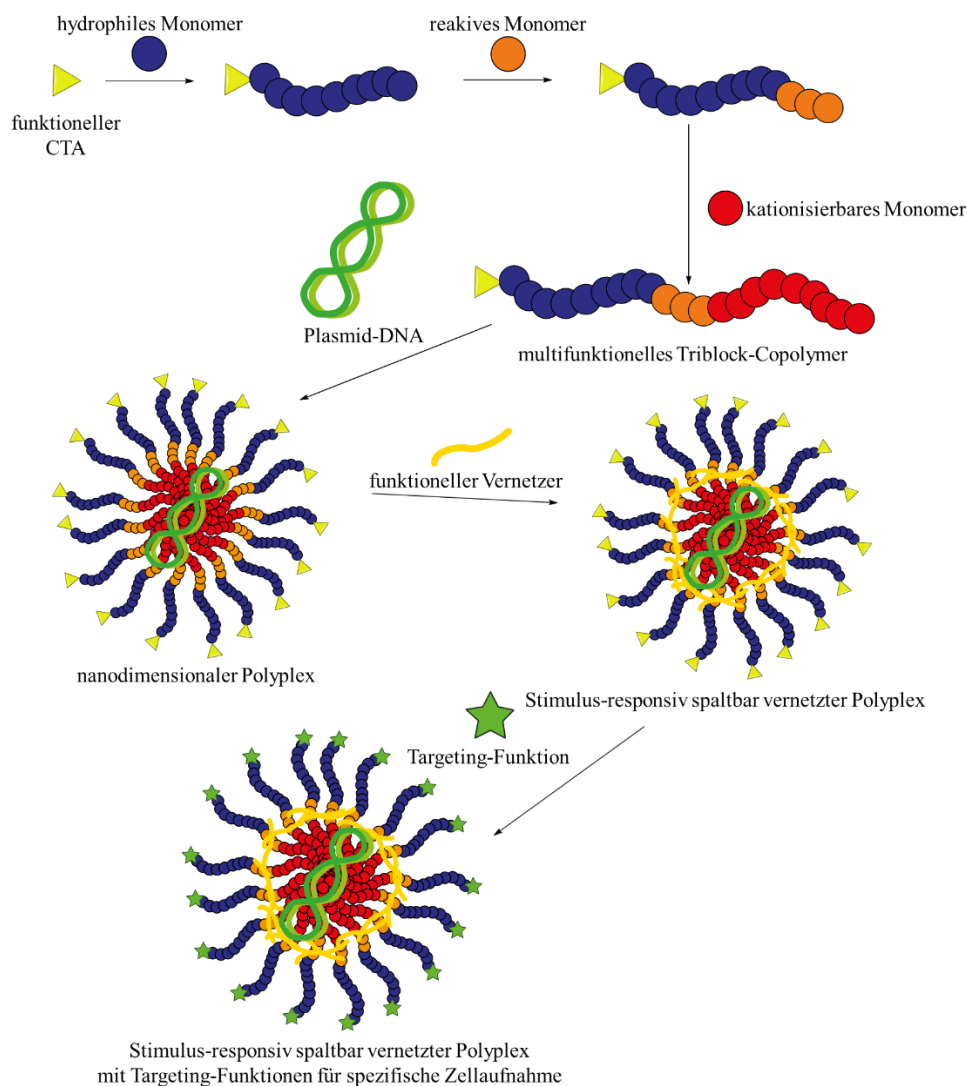 hydrophiles Monomer
reakives Monomer
funktioneller
CTA
kationisierbares Monomer
Plasmid-DNA
multifunktionelles Triblock-Copolymer
funktioneller Vernetzer
nanodimensionaler Polyplex
Stimulus-responsiv spaltbar vernetzter Polyplex
Targeting-Funktion
Stimulus-responsiv spaltbar vernetzter Polyplex
mit Targeting-Funktionen für spezifische Zellaufnahme